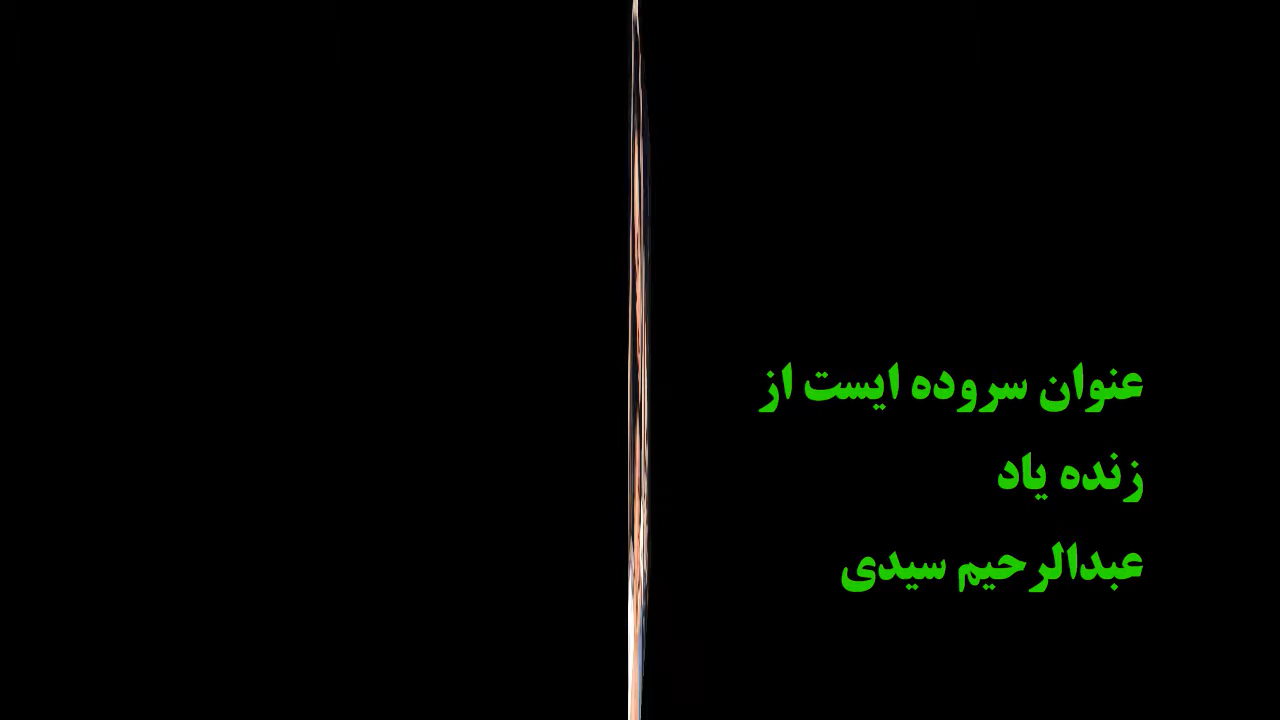 عنوان سروده ایست از
زنده یاد
عبدالرحیم سیدی